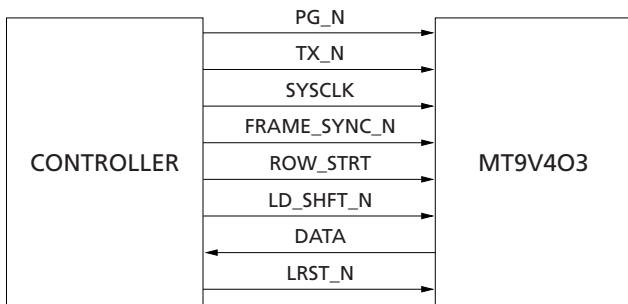 PG_N
TX_N
SYSCLK
FRAME_SYNC_N
CONTROLLER
ROW_STRT
MT9V4O3
LD_SHFT_N
DATA
LRST_N